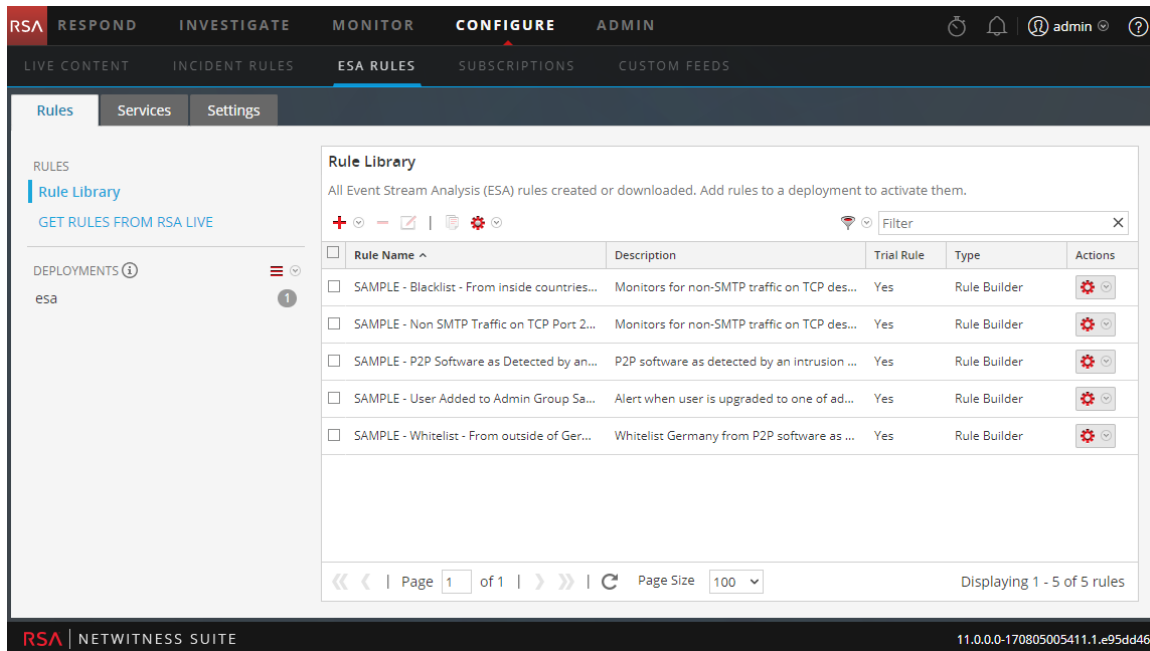 RSA RESPOND INVESTIGATE MONITOR CONFIGURE ADMIN admin
LIVE CONTENT INCIDENT RULES ESA RULES SUBSCRIPTIONS CUSTOM FEEDS
Rules Services Settings
RULES
Rule Library
GET RULES FROM RSA LIVE
DEPLOYMENTS
esa 1
Rule Library
All Event Stream Analysis (ESA) rules created or downloaded. Add rules to a deployment to activate them.
Filter
Rule Name Description Trial Rule Type Actions
SAMPLE - Blacklist - From inside countries... Monitors for non-SMTP traffic on TCP des... Yes Rule Builder
SAMPLE - Non SMTP Traffic on TCP Port 2... Monitors for non-SMTP traffic on TCP des... Yes Rule Builder
SAMPLE - P2P Software as Detected by an... P2P software as detected by an intrusion ... Yes Rule Builder
SAMPLE - User Added to Admin Group Sa... Alert when user is upgraded to one of ad... Yes Rule Builder
SAMPLE - Whitelist - From outside of Ger... Whitelist Germany from P2P software as ... Yes Rule Builder
Page 1 of 1 Page Size 100 Displaying 1 - 5 of 5 rules
RSA NETWITNESS SUITE 11.0.0.0-170805005411.1.e95dd46